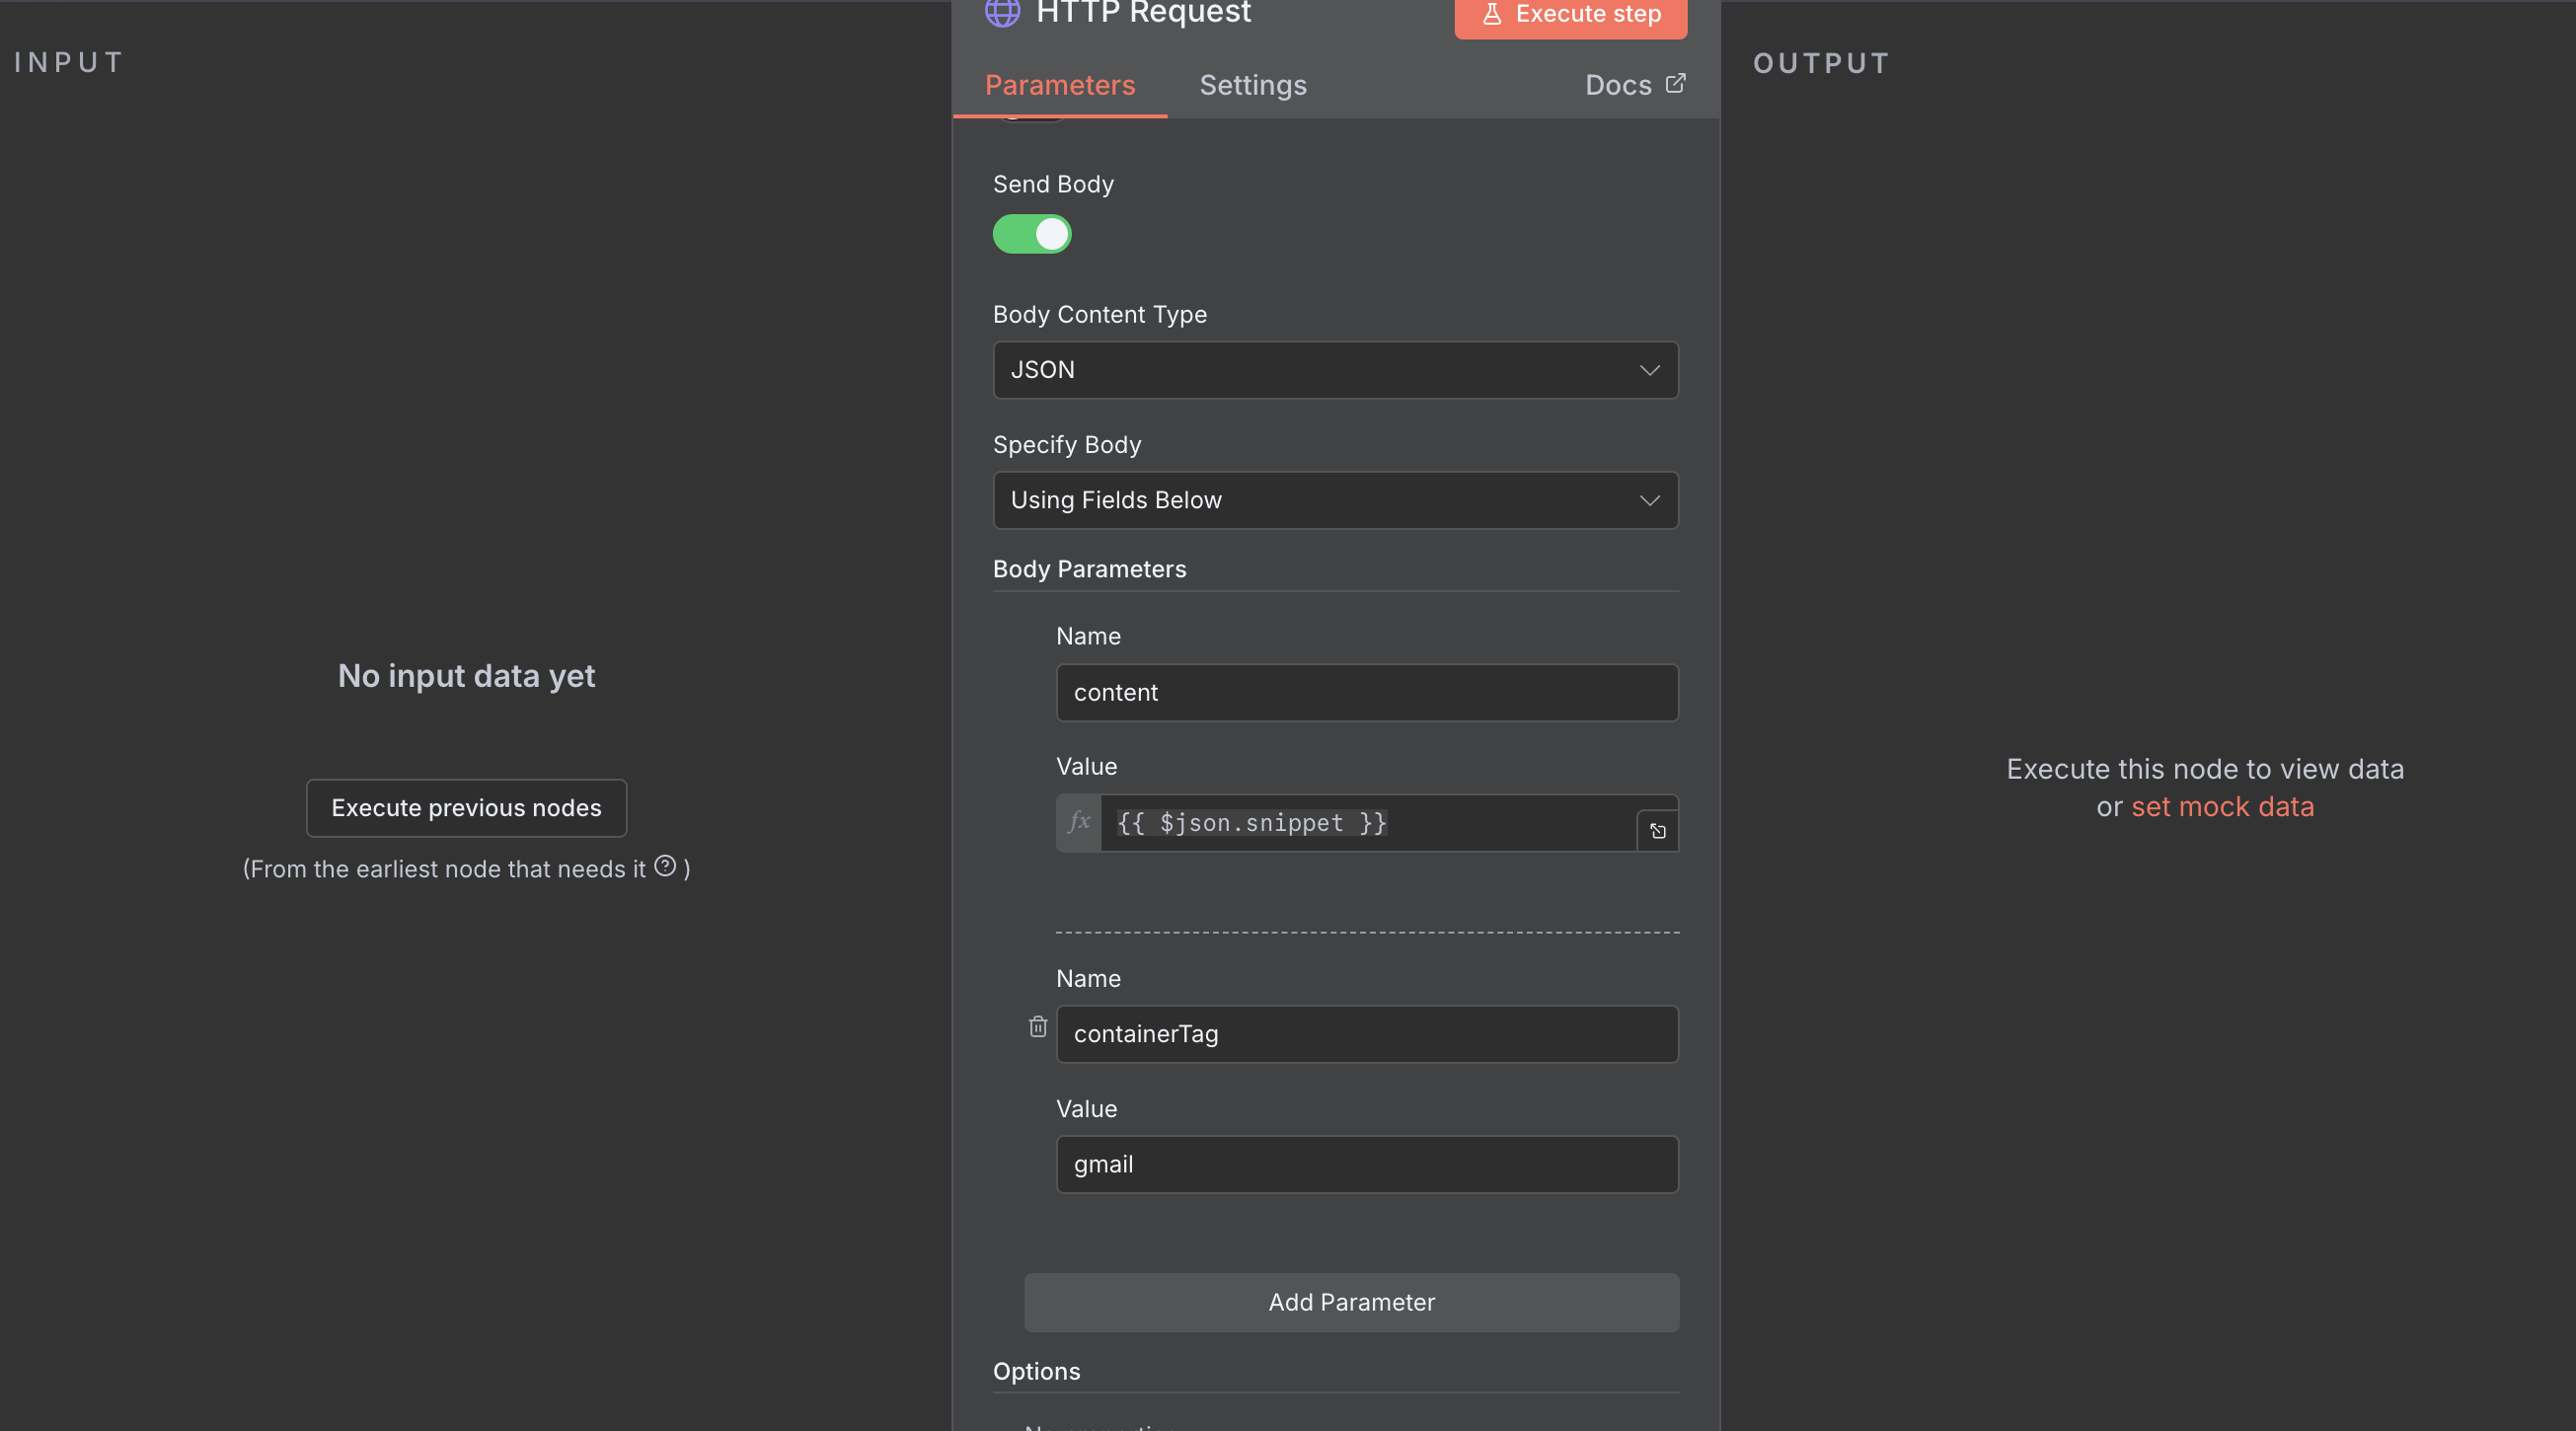 INPUT
No input data yet
Execute previous nodes
(From the earliest node that needs it ? )
HTTP Request
Execute step
Parameters
Settings
Docs
Send Body
Body Content Type
JSON
Specify Body
Using Fields Below
Body Parameters
Name
content
Value
fx
{{ $json.snippet }}
Name
containerTag
Value
gmail
Add Parameter
Options
OUTPUT
Execute this node to view data
or set mock data